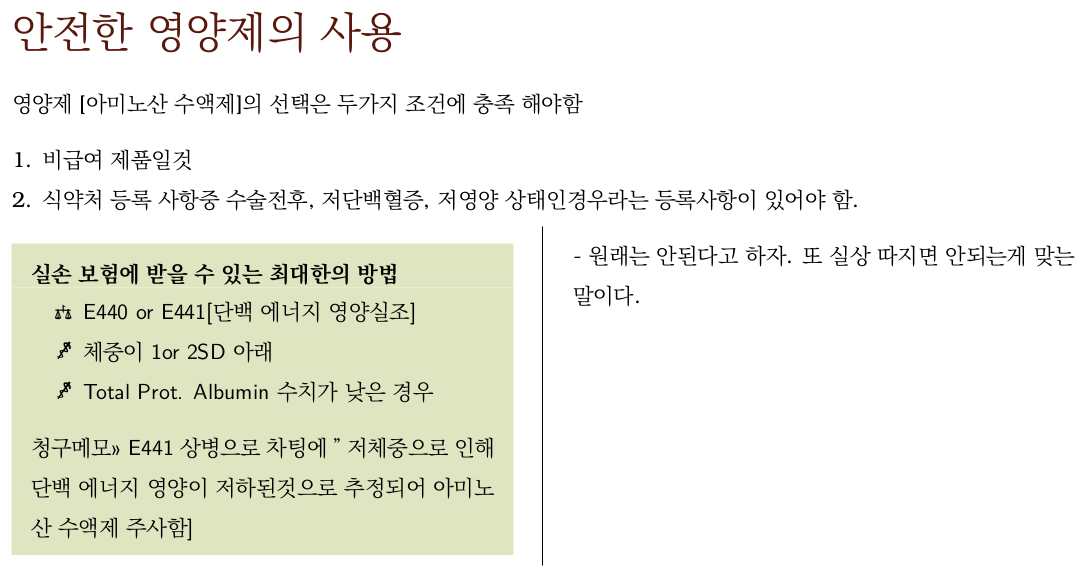 안전한 영양제의 사용
영양제 [아미노산 수액제]의 선택은 두가지 조건에 충족 해야함
1. 비급여 제품일것
2. 식약처 등록 사항중 수술전후, 저단백혈증, 저영양 상태인경우라는 등록사항이 있어야 함.
실손 보험에 받을 수 있는 최대한의 방법
E440 or E441[단백 에너지 영양실조]
체중이 1or 2SD 아래
Total Prot. Albumin 수치가 낮은 경우
청구메모» E441 상병으로 차팅에 ” 저체중으로 인해
단백 에너지 영양이 저하된것으로 추정되어 아미노
산 수액제 주사함]
- 원래는 안된다고 하자. 또 실상 따지면 안되는게 맞는
말이다.